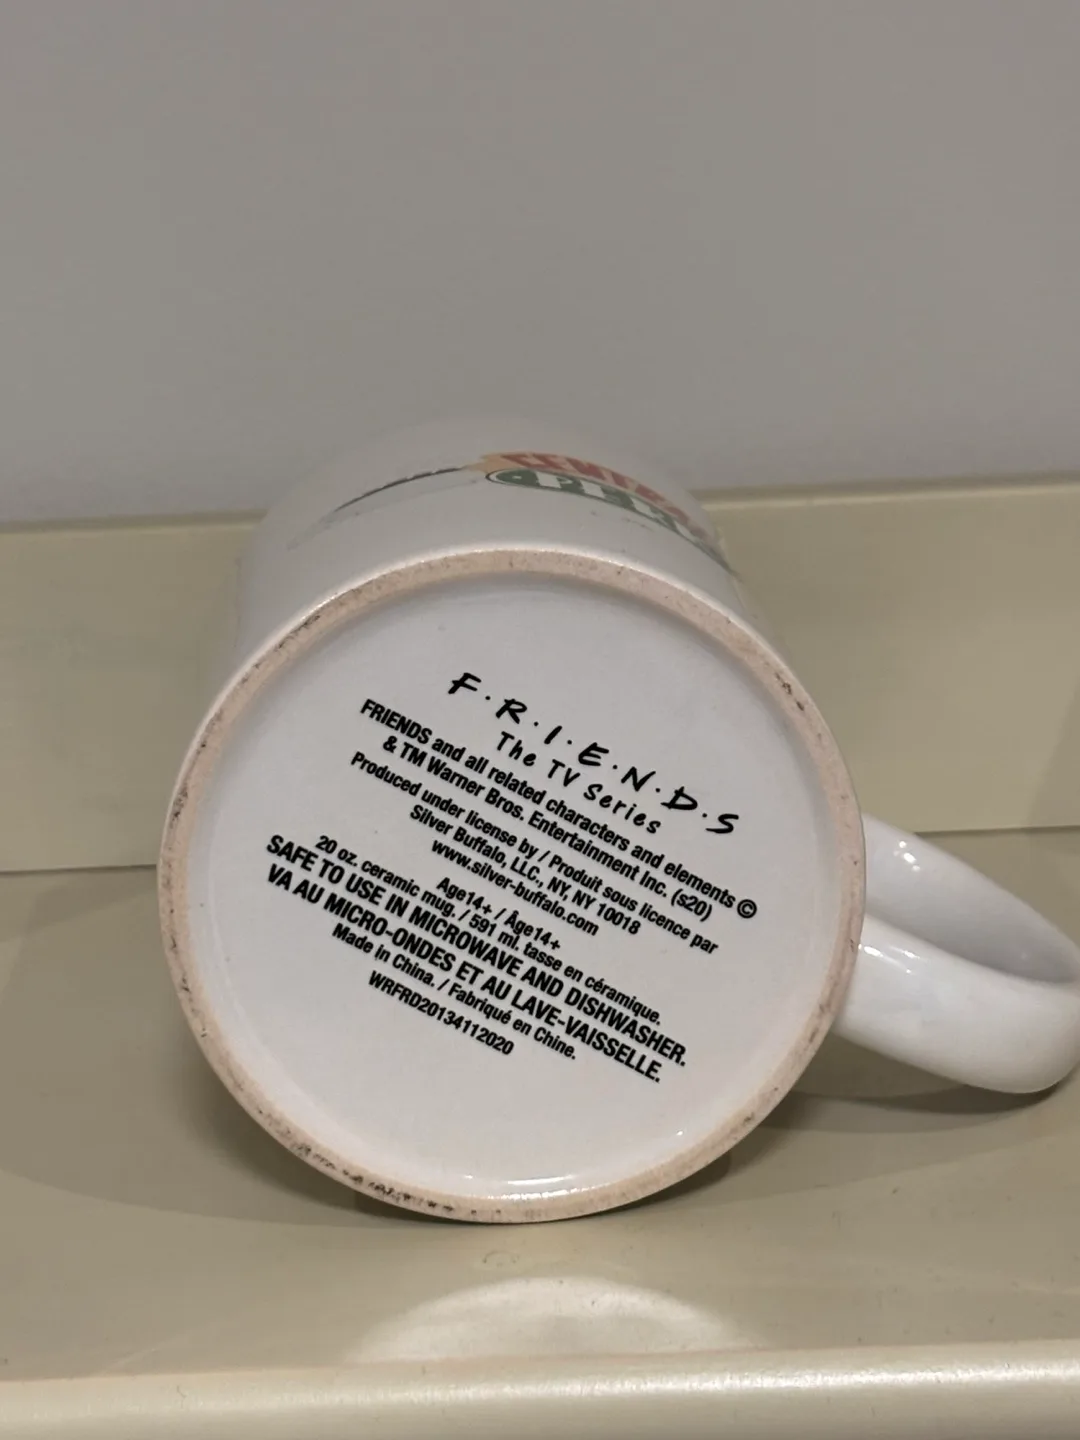 CENTRAL
PERK
F·R·I·E·N·D·S
The TV Series
FRIENDS and all related characters and elements ©
& TM Warner Bros. Entertainment Inc. (s20)
Produced under license by / Produit sous licence par
Silver Buffalo, LLC., NY, NY 10018
www.silver-buffalo.com
Age14+ / Âge14+
20 oz. ceramic mug. / 591 ml. tasse en céramique.
SAFE TO USE IN MICROWAVE AND DISHWASHER.
VA AU MICRO-ONDES ET AU LAVE-VAISSELLE.
Made in China. / Fabriqué en Chine.
WRFRD20134112020